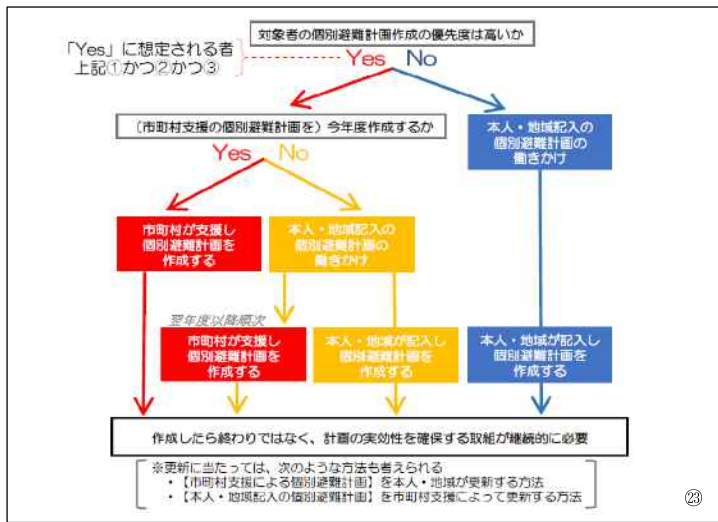 対象者の個別避難計画作成の優先度は高いか
「Yes」に想定される者
上記①かつ②かつ③
Yes No
(市町村支援の個別避難計画を)今年度作成するか
Yes No
本人・地域記入の
個別避難計画の
働きかけ
市町村が支援し
個別避難計画を
作成する
本人・地域記入の
個別避難計画の
働きかけ
翌年度以降順次
市町村が支援し
個別避難計画を
作成する
本人・地域が記入し
個別避難計画を
作成する
本人・地域が記入し
個別避難計画を
作成する
作成したら終わりではなく、計画の実効性を確保する取組が継続的に必要
※更新に当たっては、次のような方法も考えられる
・【市町村支援による個別避難計画】を本人・地域が更新する方法
・【本人・地域記入の個別避難計画】を市町村支援によって更新する方法
㉓